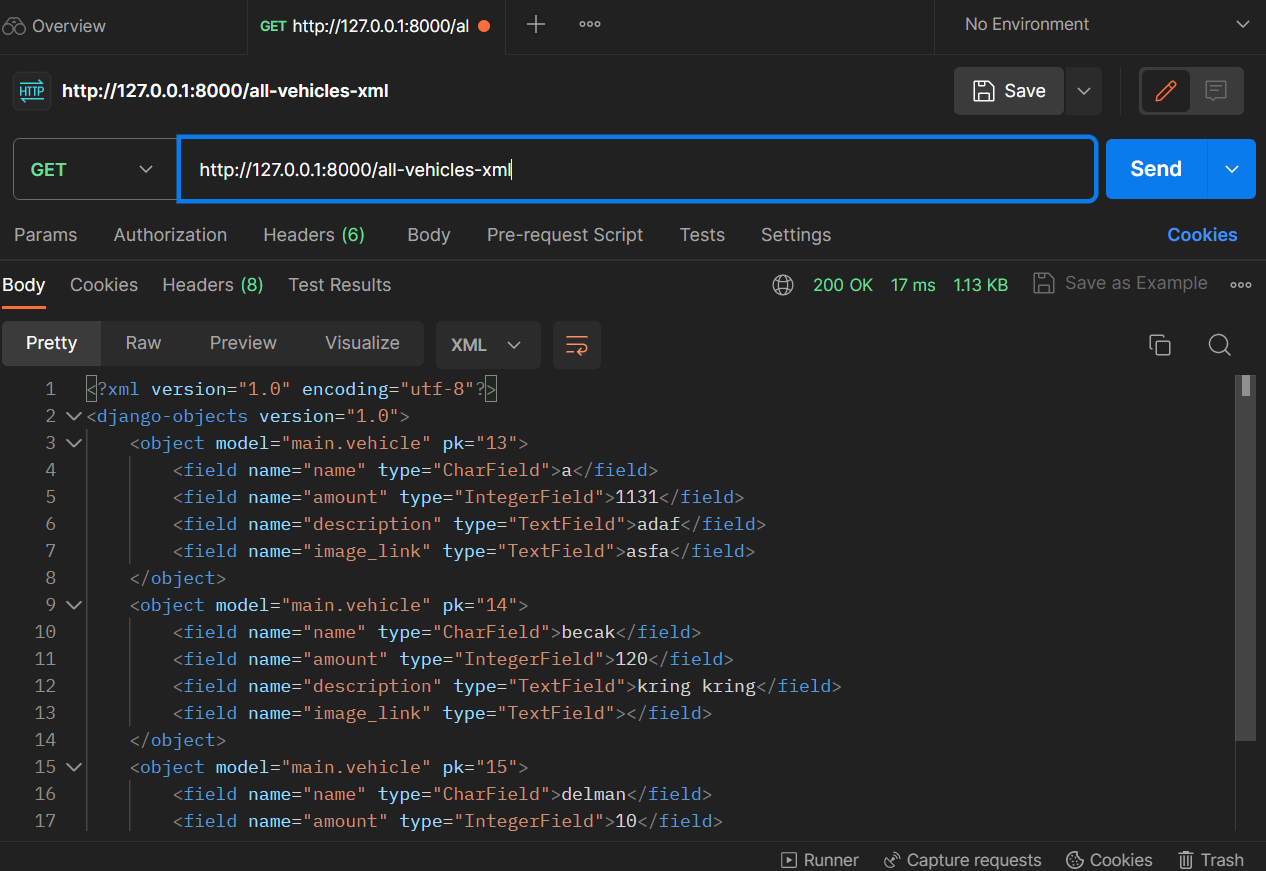 Overview
GET http://127.0.0.1:8000/al
No Environment
HTTP http://127.0.0.1:8000/all-vehicles-xml
Save
GET
http://127.0.0.1:8000/all-vehicles-xml
Send
Params Authorization Headers (6) Body Pre-request Script Tests Settings Cookies
Body Cookies Headers (8) Test Results 200 OK 17 ms 1.13 KB Save as Example
Pretty Raw Preview Visualize XML
1 <?xml version="1.0" encoding="utf-8"?>
2 <django-objects version="1.0">
3 <object model="main.vehicle" pk="13">
4 <field name="name" type="CharField">a</field>
5 <field name="amount" type="IntegerField">1131</field>
6 <field name="description" type="TextField">adaf</field>
7 <field name="image_link" type="TextField">asfa</field>
8 </object>
9 <object model="main.vehicle" pk="14">
10 <field name="name" type="CharField">becak</field>
11 <field name="amount" type="IntegerField">120</field>
12 <field name="description" type="TextField">kring kring</field>
13 <field name="image_link" type="TextField"></field>
14 </object>
15 <object model="main.vehicle" pk="15">
16 <field name="name" type="CharField">delman</field>
17 <field name="amount" type="IntegerField">10</field>
Runner Capture requests Cookies Trash